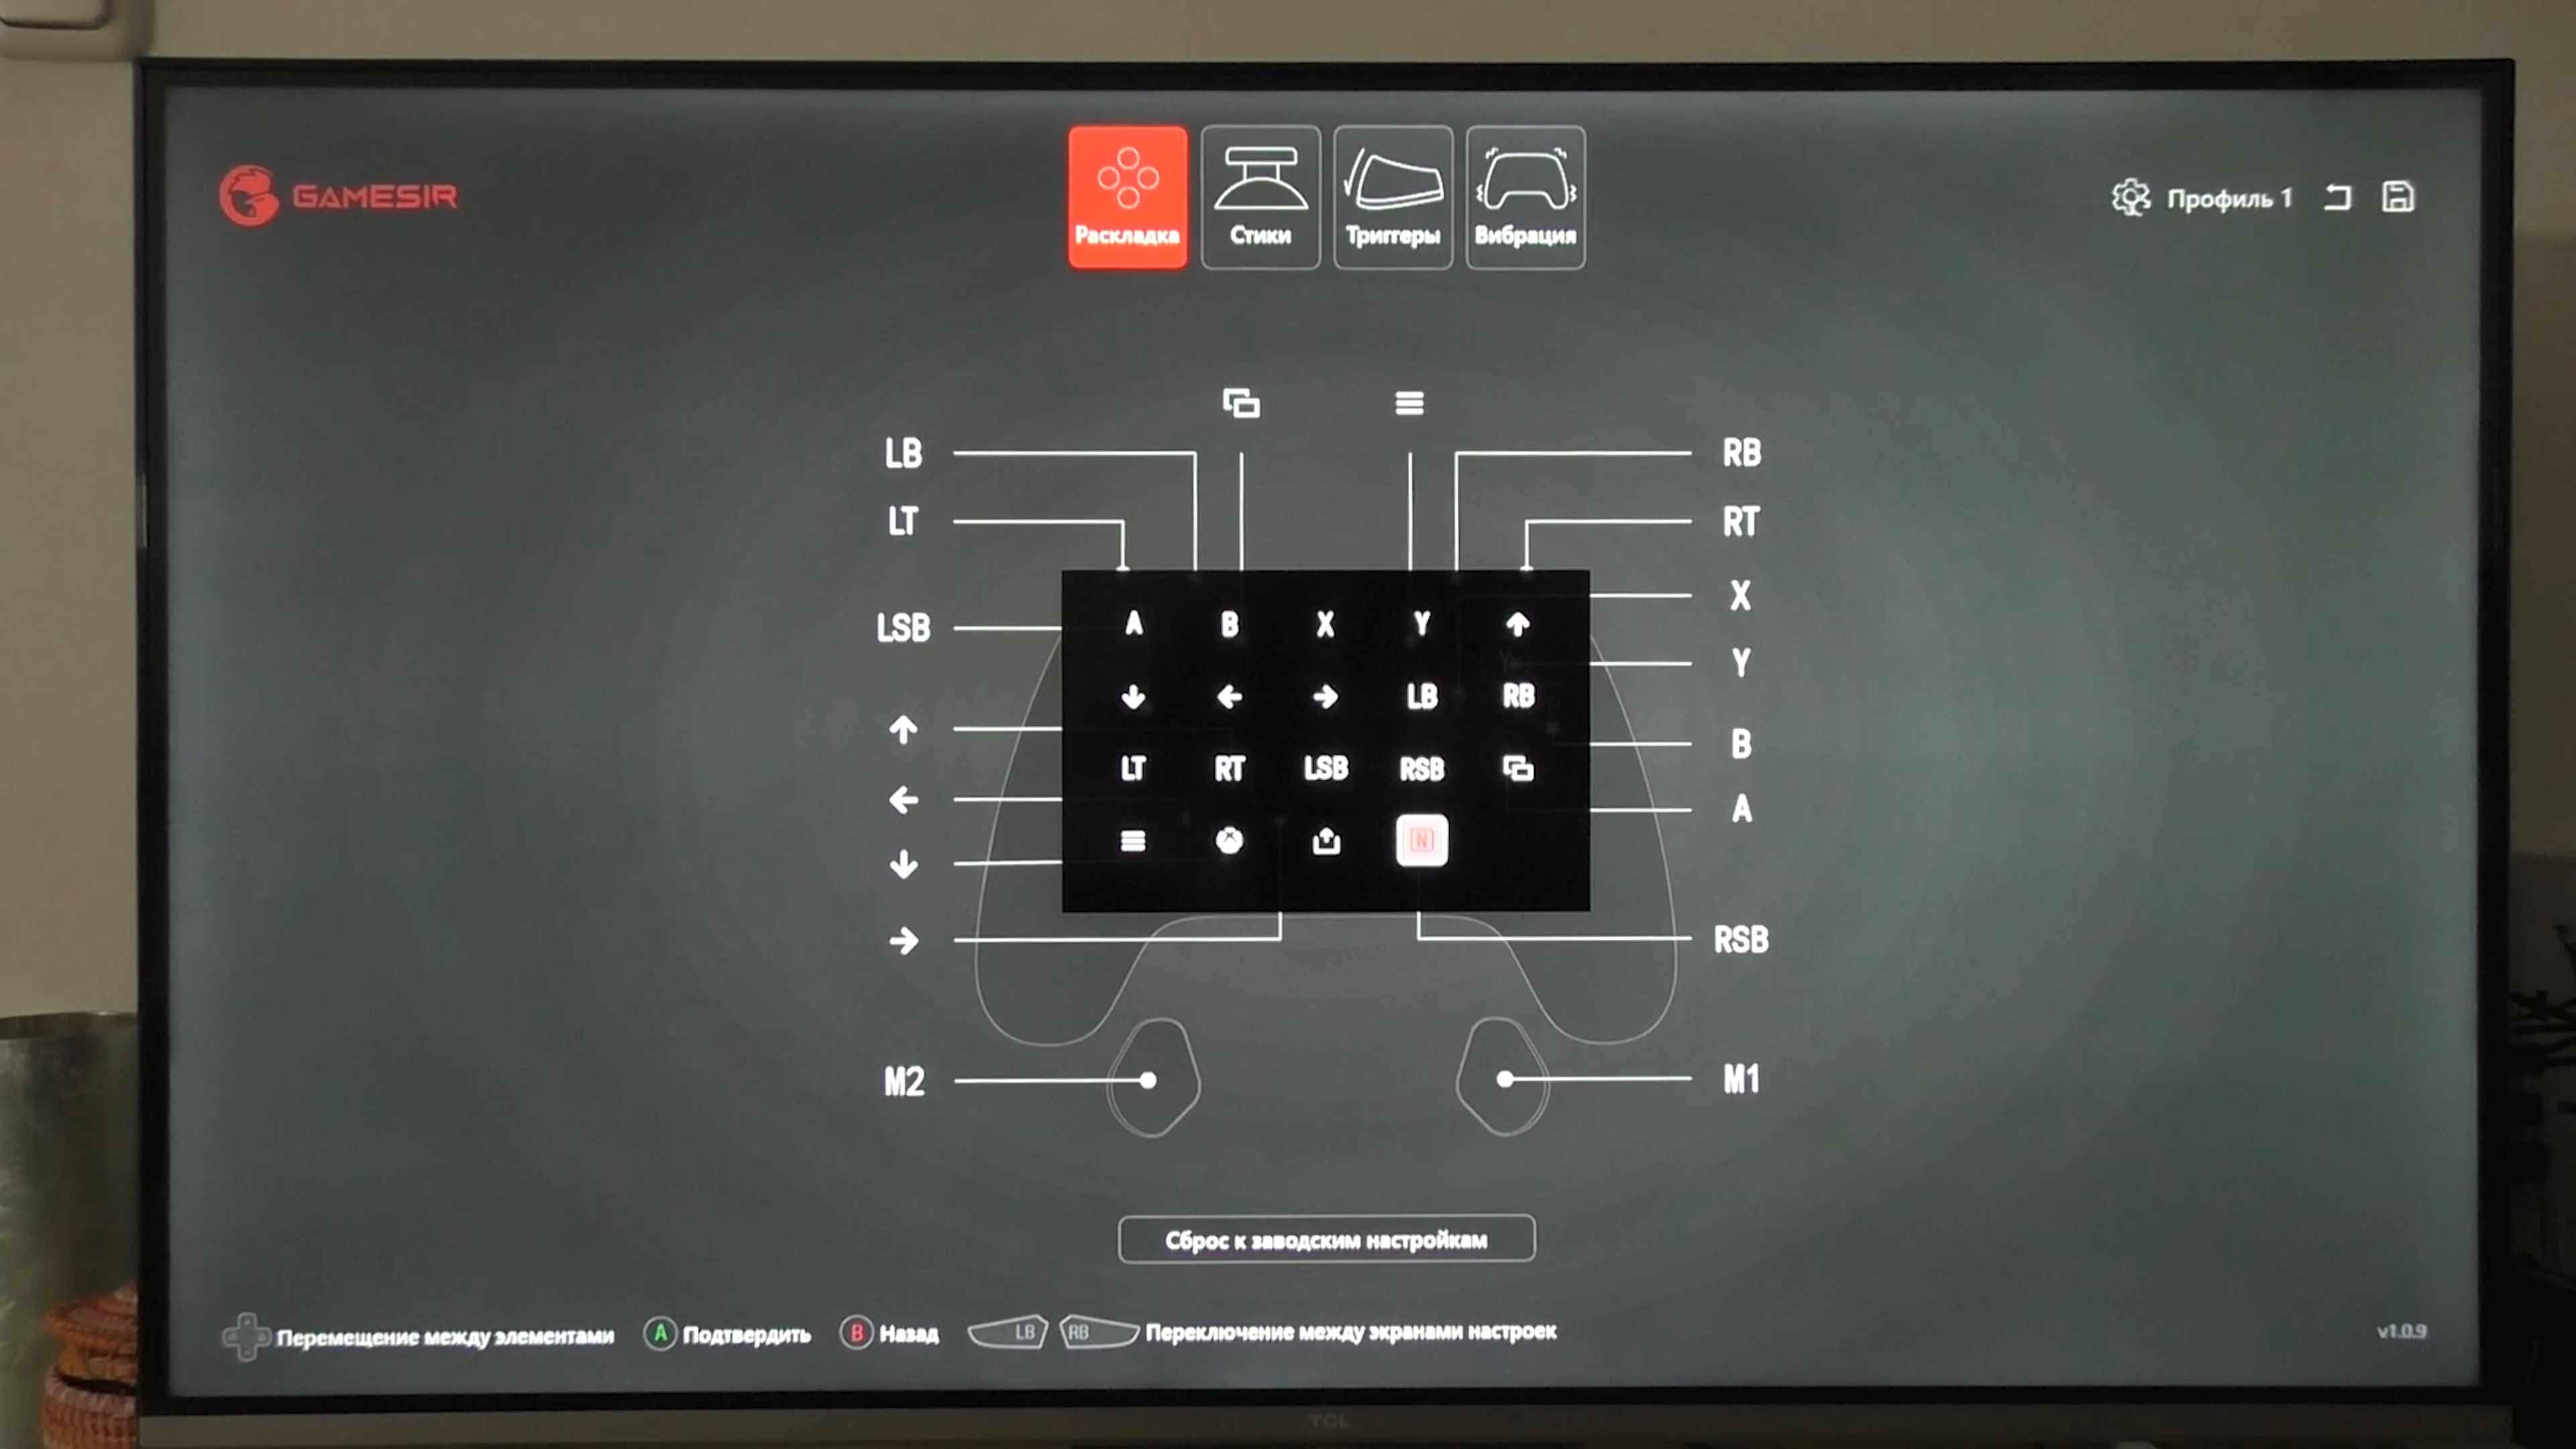 GAMESIR
Раскладка
Стики
Триггеры
Вибрация
Профиль 1
LB
RB
LT
RT
LSB
X
Y
B
A
A B X Y
LB RB
LT RT LSB RSB
N
RSB
M2
M1
Сброс к заводским настройкам
Перемещение между элементами
A Подтвердить
B Назад
LB RB Переключение между экранами настроек
v1.0.9
TCL